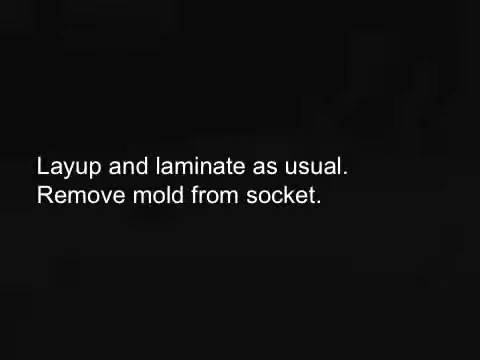 Layup and laminate as usual.
Remove mold from socket.